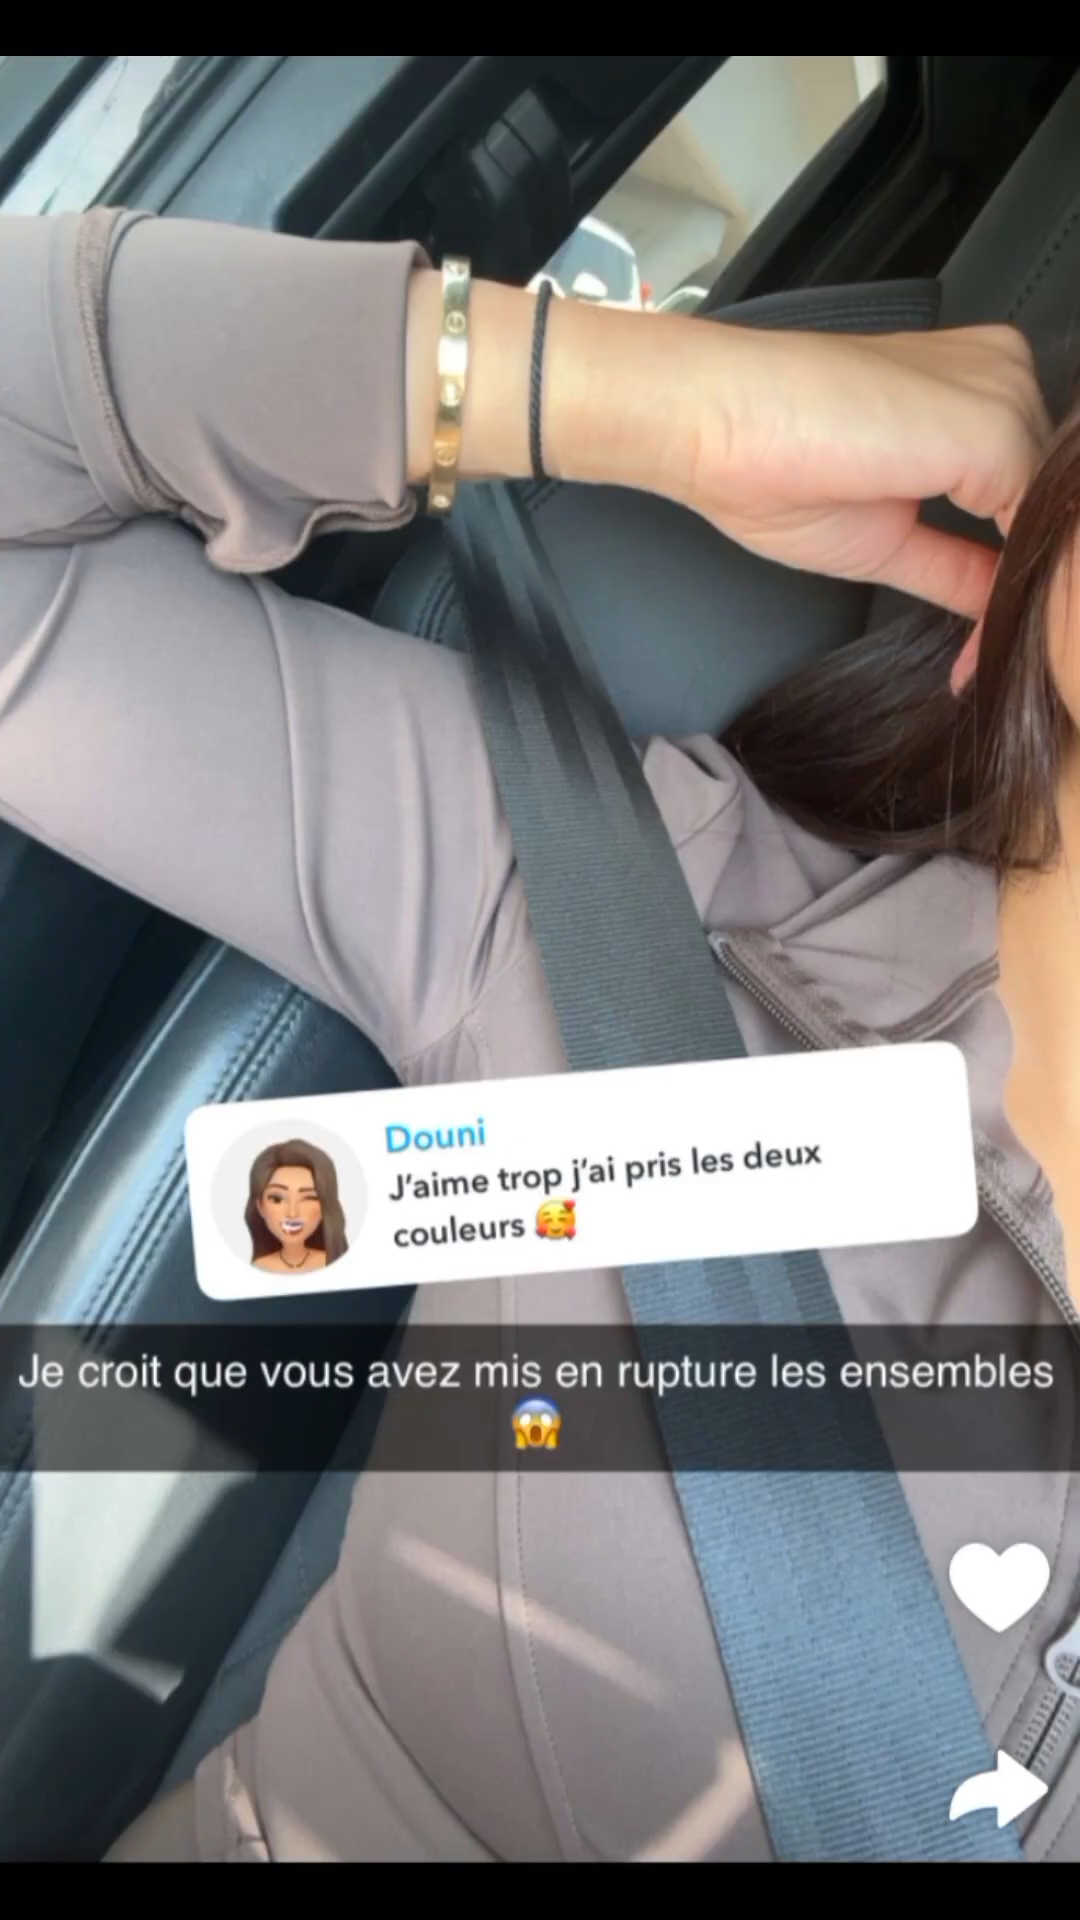 Douni
J'aime trop j'ai pris les deux
couleurs 🥰
Je croit que vous avez mis en rupture les ensembles
😱